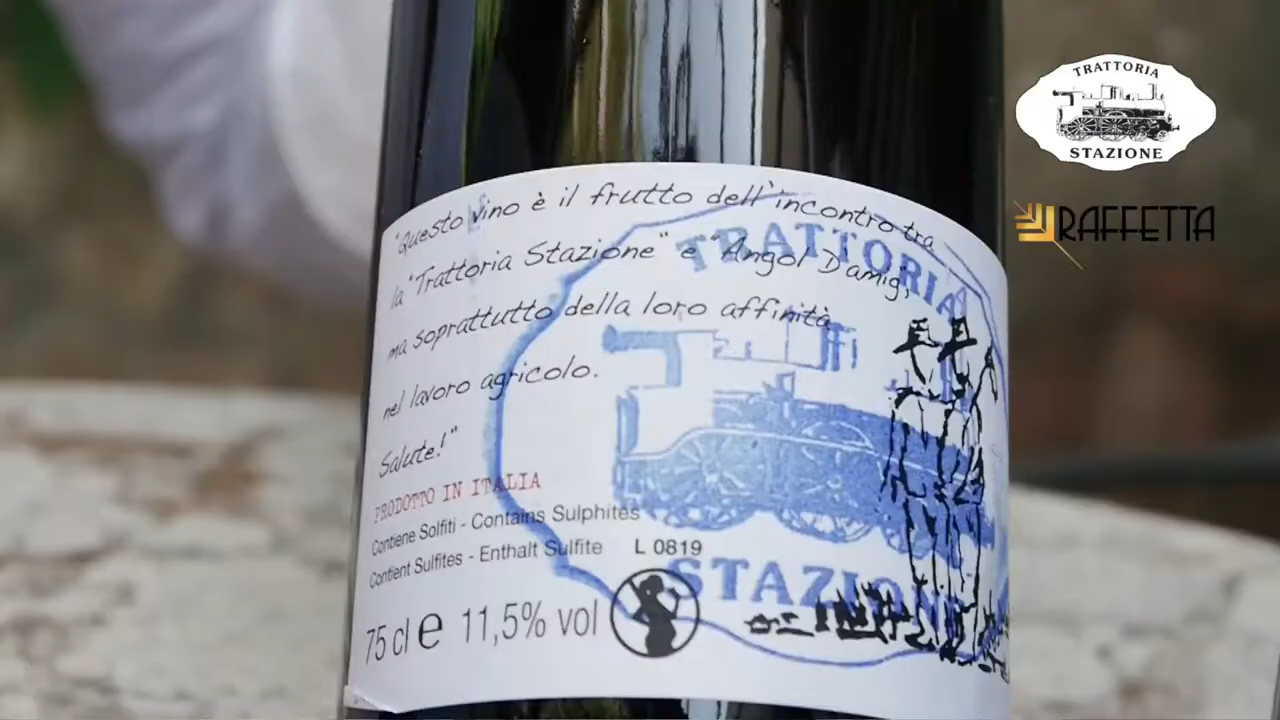 "Questo vino è il frutto dell'incontro tra
la "Trattoria Stazione" e Angol D'amig,
ma soprattutto della loro affinità
nel lavoro agricolo.
Salute!"
PRODOTTO IN ITALIA
Contiene Solfiti - Contains Sulphites
Contient Sulfites - Enthalt Sulfite L 0819
75 cl e 11,5% vol
TRATTORIA
STAZIONE
TRATTORIA
STAZIONE
RAFFETTA